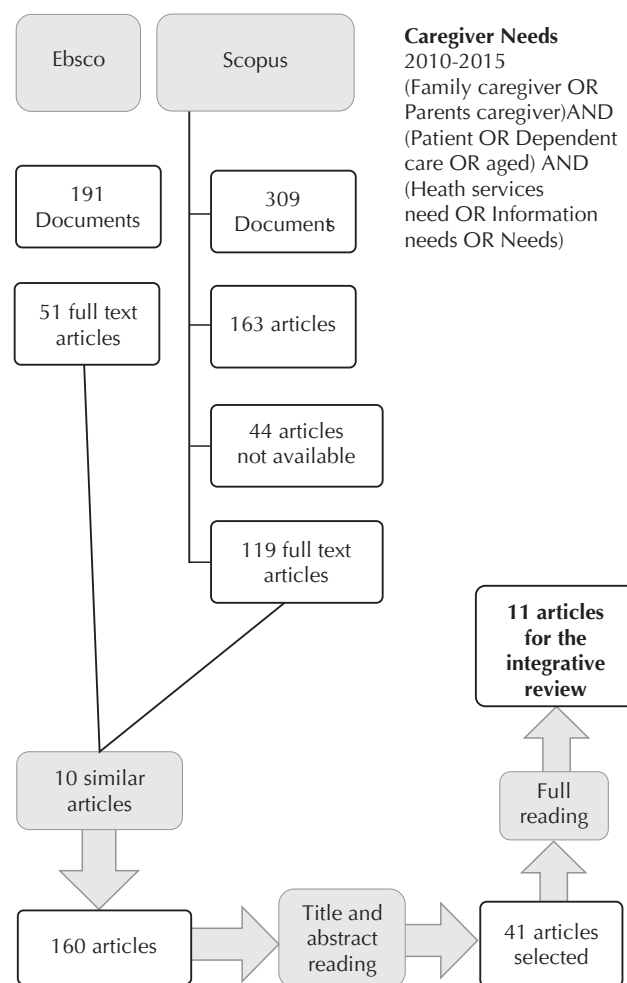 Ebsco
Scopus
Caregiver Needs
2010-2015
(Family caregiver OR
Parents caregiver)AND
(Patient OR Dependent
care OR aged) AND
(Heath services
need OR Information
needs OR Needs)
191
Documents
309
Documents
51 full text
articles
163 articles
44 articles
not available
119 full text
articles
11 articles
for the
integrative
review
10 similar
articles
Full
reading
160 articles
Title and
abstract
reading
41 articles
selected